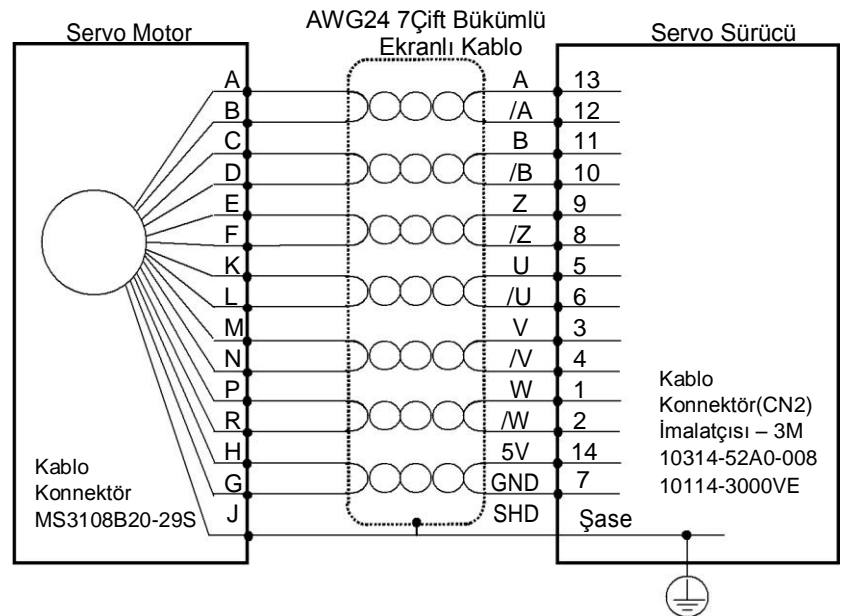 AWG24 7Çift Bükümlü
Ekranlı Kablo
Servo Motor
Servo Sürücü
A A 13
B /A 12
C B 11
D /B 10
E Z 9
F /Z 8
K U 5
L /U 6
M V 3
N /V 4
P W 1
R /W 2
H 5V 14
G GND 7
J SHD Şase
Kablo
Konnektör
MS3108B20-29S
Kablo
Konnektör(CN2)
İmalatçısı – 3M
10314-52A0-008
10114-3000VE